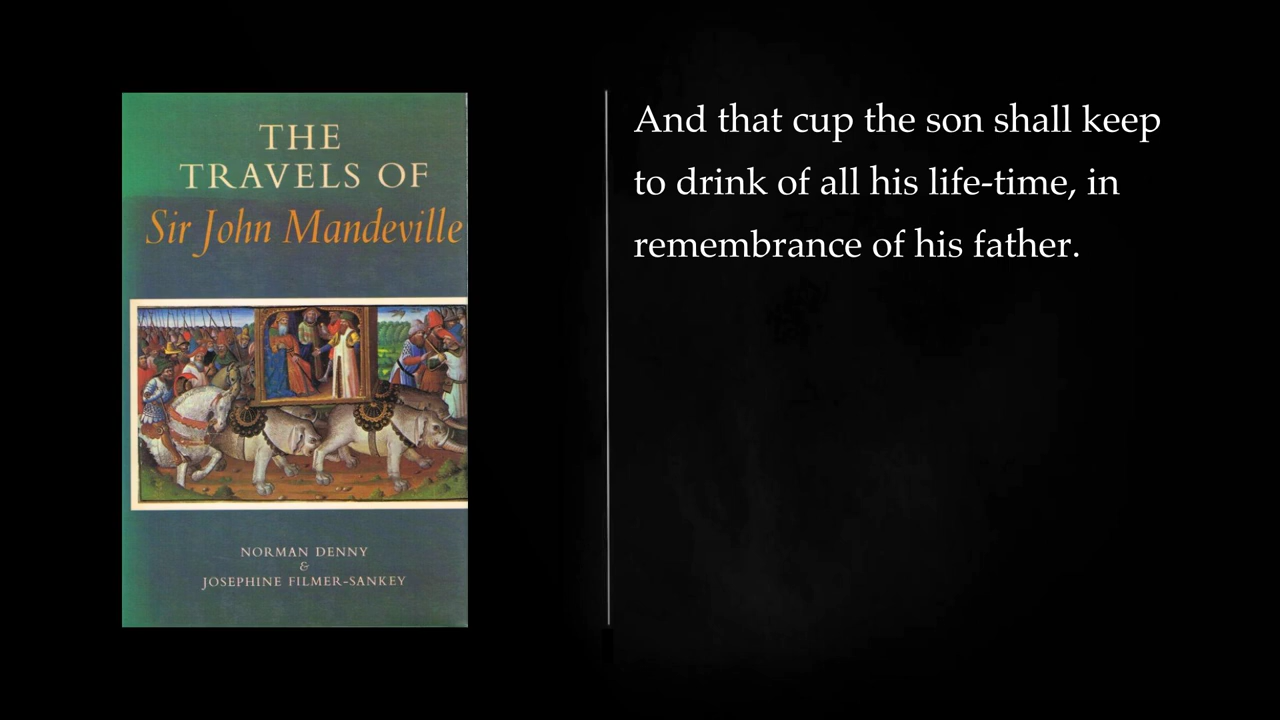 THE
TRAVELS OF
Sir John Mandeville
NORMAN DENNY
&
JOSEPHINE FILMER-SANKEY
And that cup the son shall keep
to drink of all his life-time, in
remembrance of his father.